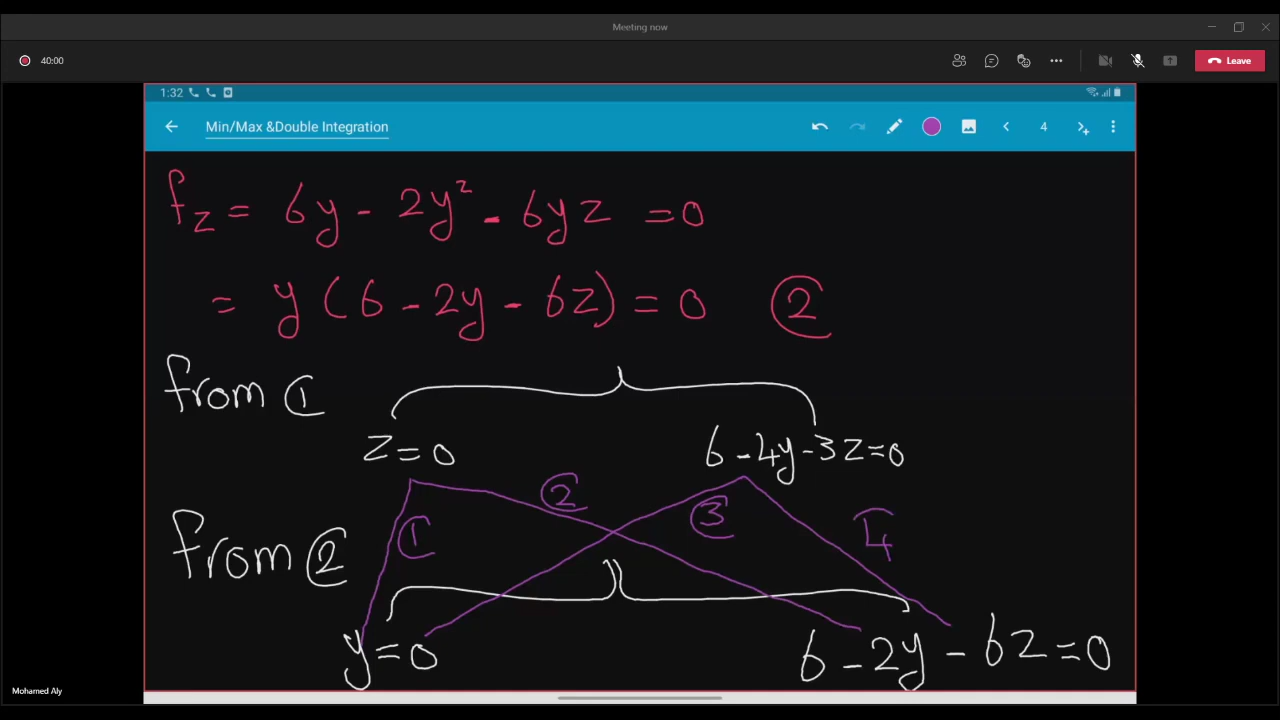 Meeting now
40:00
Leave
1:32
Min/Max &Double Integration
4
f_z = 6y - 2y² - 6yz = 0
= y (6 - 2y - 6z) = 0 ②
from ①
z = 0 6 - 4y - 3z = 0
② ③
① 4
from ②
y = 0 6 - 2y - 6z = 0
Mohamed Aly